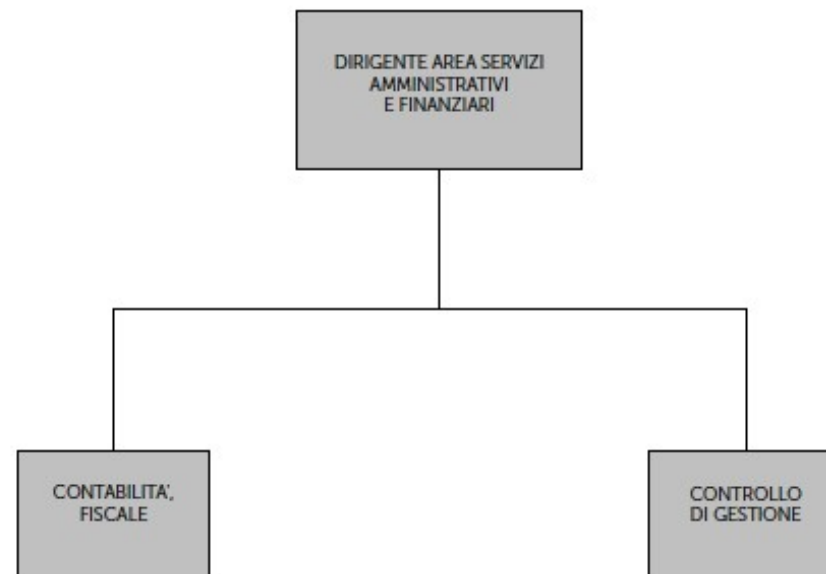 DIRIGENTE AREA SERVIZI
AMMINISTRATIVI
E FINANZIARI
CONTABILITA',
FISCALE
CONTROLLO
DI GESTIONE